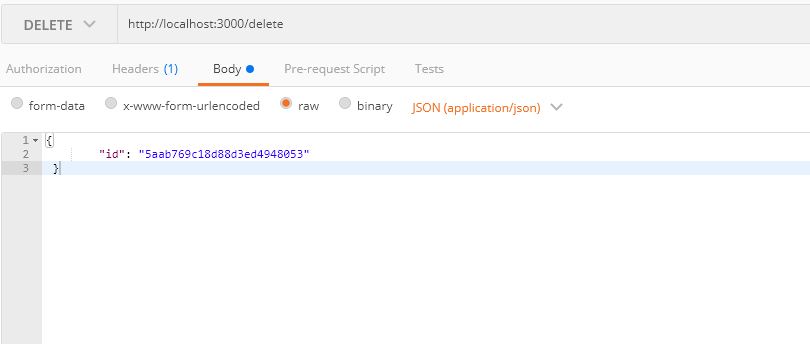 DELETE http://localhost:3000/delete
Authorization Headers (1) Body Pre-request Script Tests
form-data x-www-form-urlencoded raw binary JSON (application/json)
1 {
2 "id": "5aab769c18d88d3ed4948053"
3 }